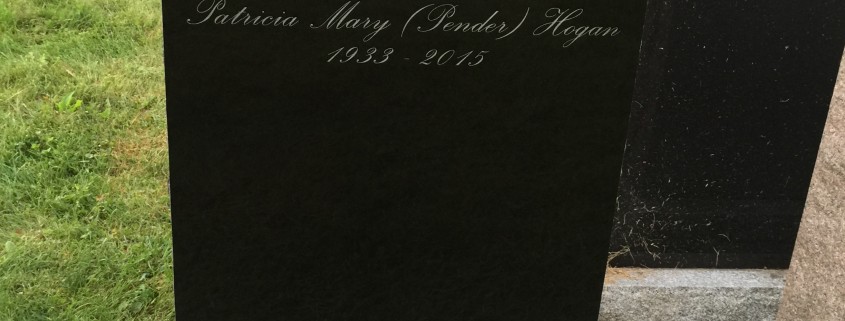 Patricia Mary (Pender) Hogan
1933 - 2015